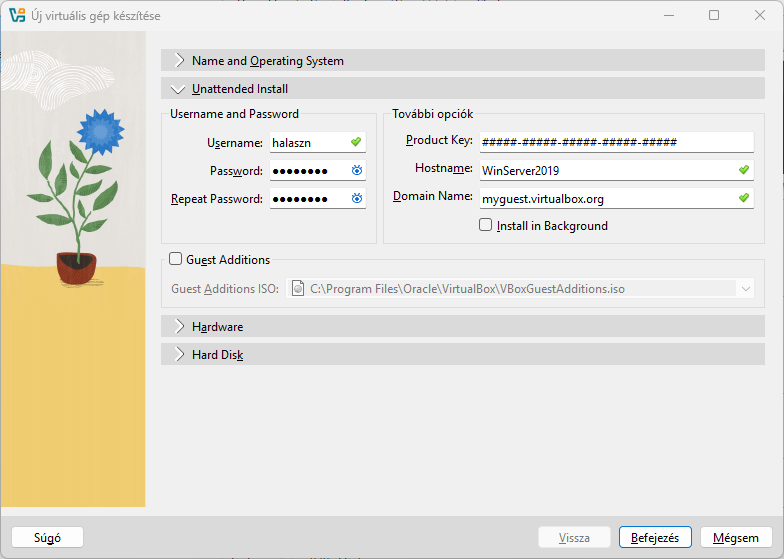 Új virtuális gép készítése
Name and Operating System
Unattended Install
Username and Password
Username: halaszn
Password: ●●●●●●●●
Repeat Password: ●●●●●●●●
További opciók
Product Key: #####-#####-#####-#####-#####
Hostname: WinServer2019
Domain Name: myguest.virtualbox.org
Install in Background
Guest Additions
Guest Additions ISO: C:\Program Files\Oracle\VirtualBox\VBoxGuestAdditions.iso
Hardware
Hard Disk
Súgó Vissza Befejezés Mégsem